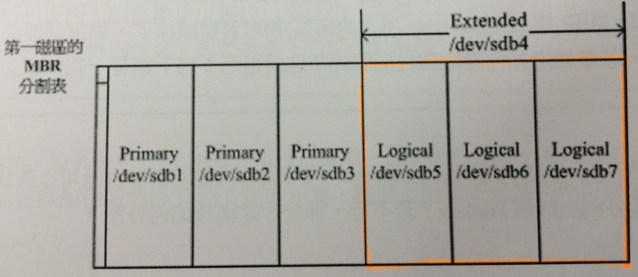 Extended
/dev/sdb4
第一磁區的
MBR
分割表
Primary
/dev/sdb1
Primary
/dev/sdb2
Primary
/dev/sdb3
Logical
/dev/sdb5
Logical
/dev/sdb6
Logical
/dev/sdb7